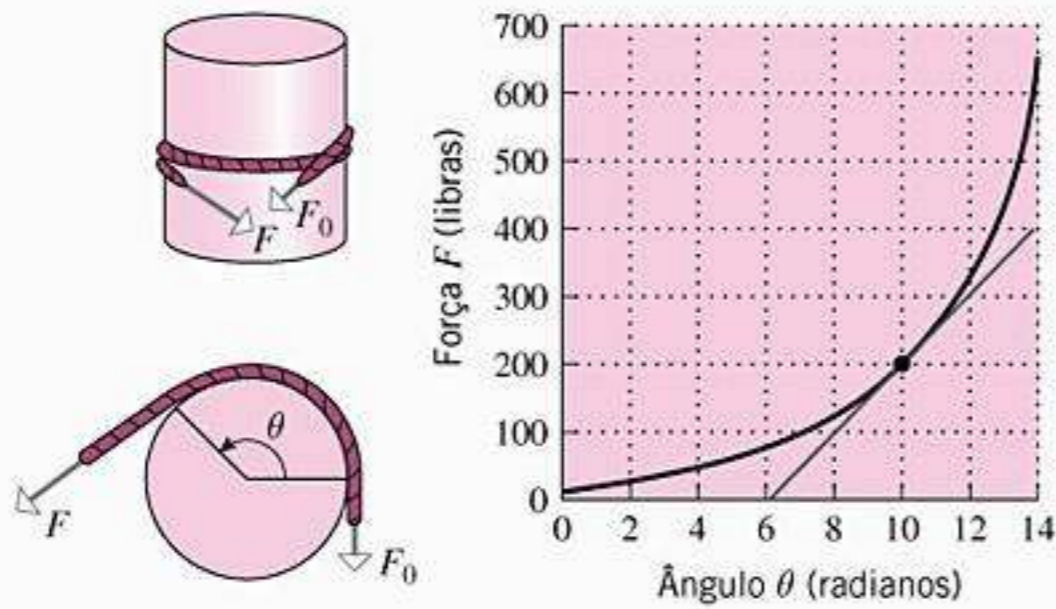 F
F₀
θ
F
F₀
Força F (libras)
700
600
500
400
300
200
100
0
0 2 4 6 8 10 12 14
Ângulo θ (radianos)